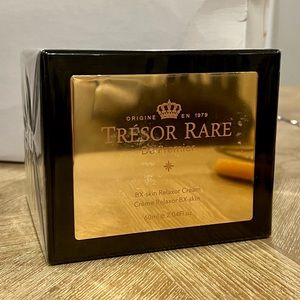 ORIGINE EN 1979
TRÉSOR RARE
BX-skin Relaxor Cream
Crème Relaxor BX-skin
60ml ℮ 2.04Fl.oz